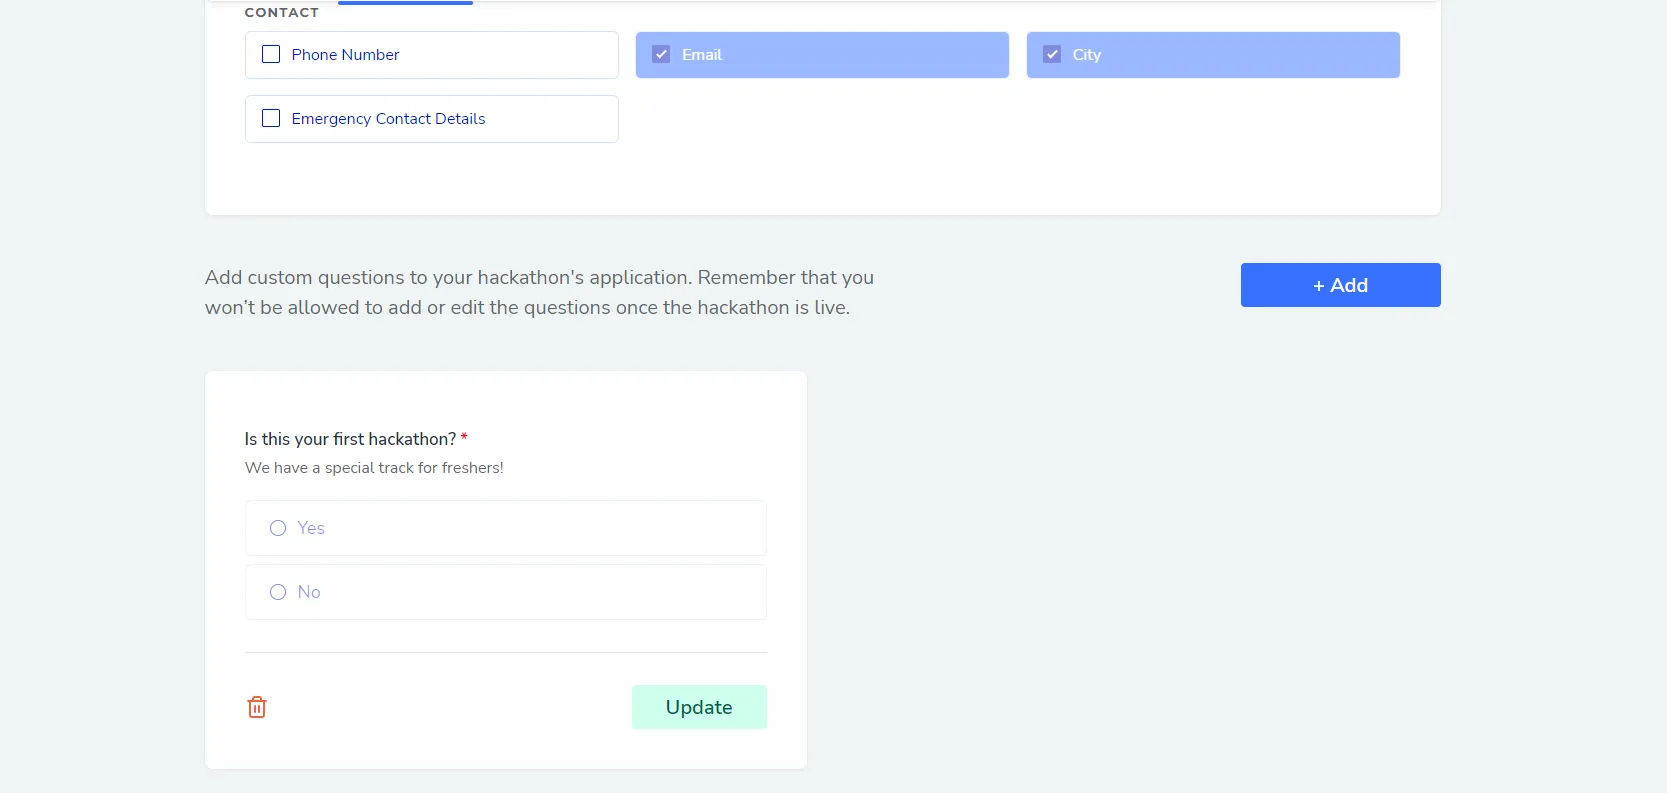 CONTACT
Phone Number
Email
City
Emergency Contact Details
Add custom questions to your hackathon's application. Remember that you
won’t be allowed to add or edit the questions once the hackathon is live.
+ Add
Is this your first hackathon? *
We have a special track for freshers!
Yes
No
Update